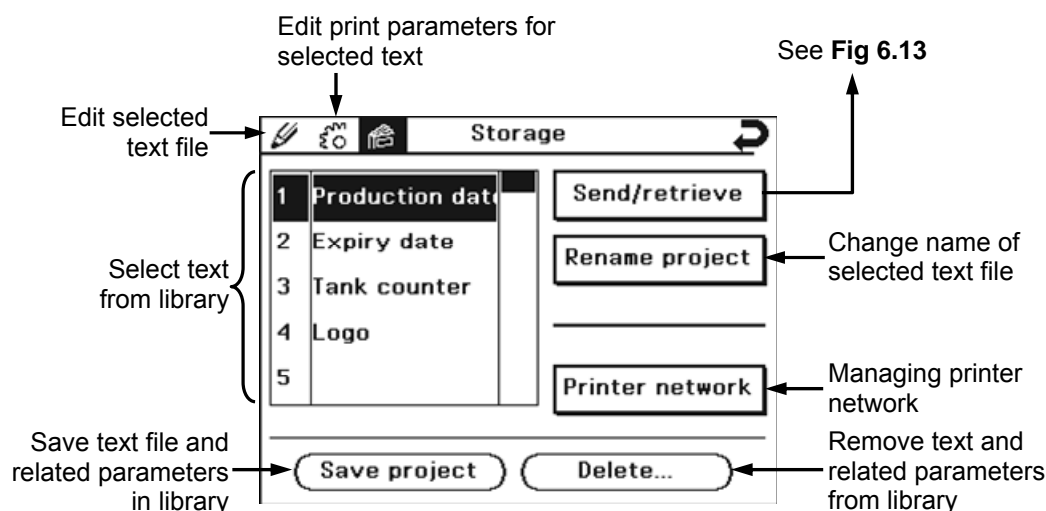 Edit print parameters for
selected text
See Fig 6.13
Edit selected
text file
Storage
1 Production dat
2 Expiry date
3 Tank counter
4 Logo
5
Select text
from library
Send/retrieve
Rename project
Change name of
selected text file
Printer network
Managing printer
network
Save text file and
related parameters
in library
Save project
Delete...
Remove text and
related parameters
from library